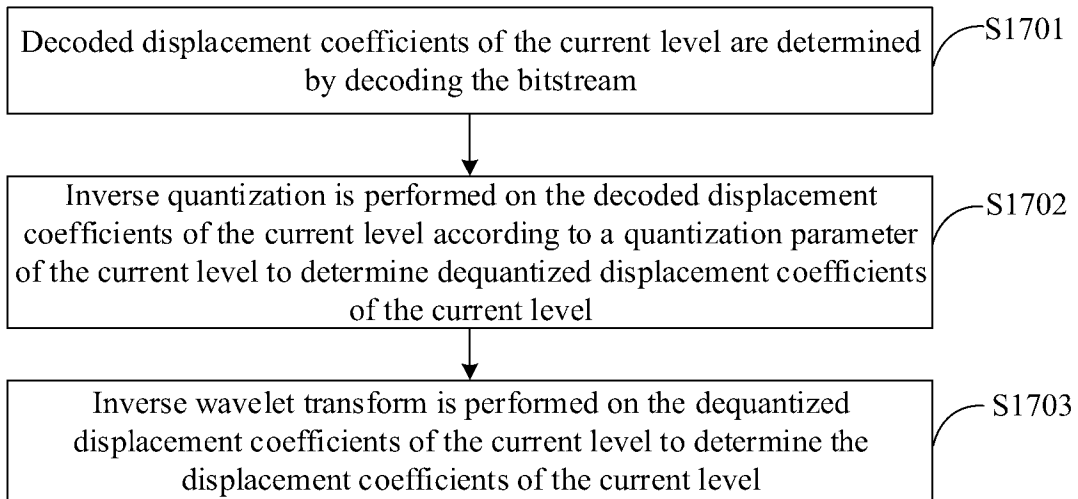 Decoded displacement coefficients of the current level are determined
by decoding the bitstream
S1701
Inverse quantization is performed on the decoded displacement
coefficients of the current level according to a quantization parameter
of the current level to determine dequantized displacement coefficients
of the current level
S1702
Inverse wavelet transform is performed on the dequantized
displacement coefficients of the current level to determine the
displacement coefficients of the current level
S1703